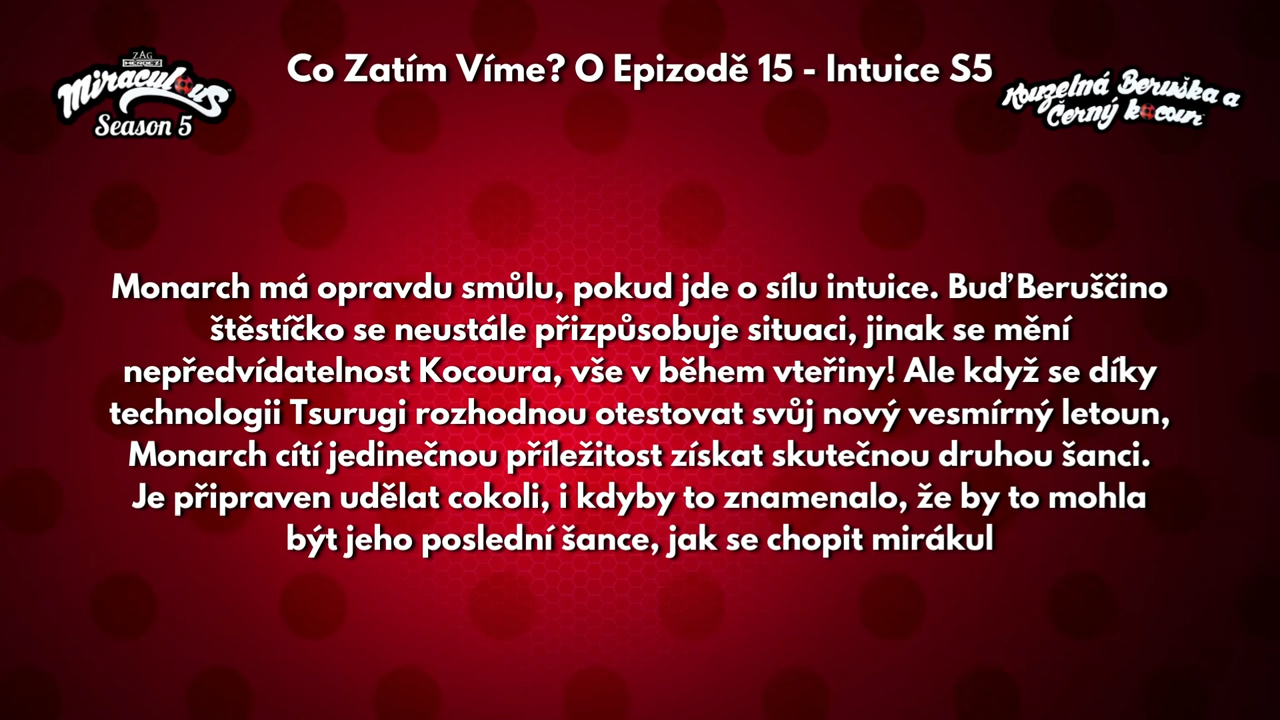 Co Zatím Víme? O Epizodě 15 - Intuice S5
ZAG
HEROEZ
Miraculous
Season 5
Kouzelná Beruška a
Černý kocour
Monarch má opravdu smůlu, pokud jde o sílu intuice. Buď Beruščino
štěstíčko se neustále přizpůsobuje situaci, jinak se mění
nepředvídatelnost Kocoura, vše v během vteřiny! Ale když se díky
technologii Tsurugi rozhodnou otestovat svůj nový vesmírný letoun,
Monarch cítí jedinečnou příležitost získat skutečnou druhou šanci.
Je připraven udělat cokoli, i kdyby to znamenalo, že by to mohla
být jeho poslední šance, jak se chopit mirákul